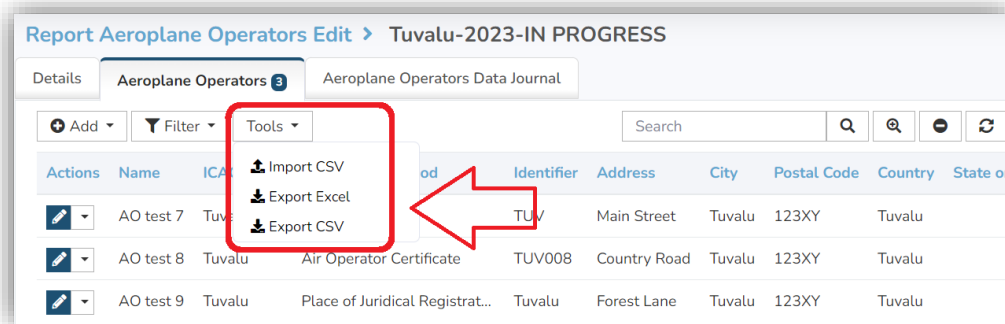 Report Aeroplane Operators Edit > Tuvalu-2023-IN PROGRESS
Details Aeroplane Operators 3 Aeroplane Operators Data Journal
Add Filter Tools Search
Import CSV
Export Excel
Export CSV
Actions Name Identifier Address City Postal Code Country
AO test 7 TUV Main Street Tuvalu 123XY Tuvalu
AO test 8 Tuvalu Air Operator Certificate TUV008 Country Road Tuvalu 123XY Tuvalu
AO test 9 Tuvalu Place of Juridical Registrat... Tuvalu Forest Lane Tuvalu 123XY Tuvalu